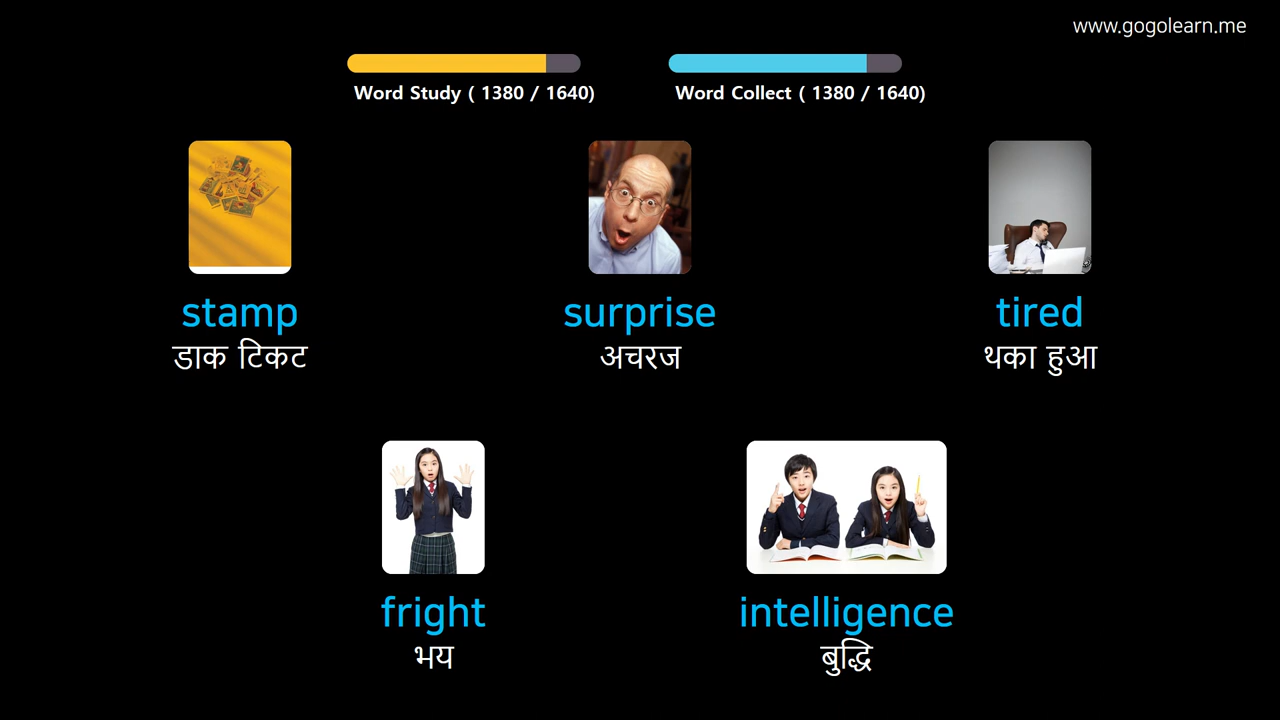 www.gogolearn.me
Word Study ( 1380 / 1640)
Word Collect ( 1380 / 1640)
stamp
डाक टिकट
surprise
अचरज
tired
थका हुआ
fright
भय
intelligence
बुद्धि